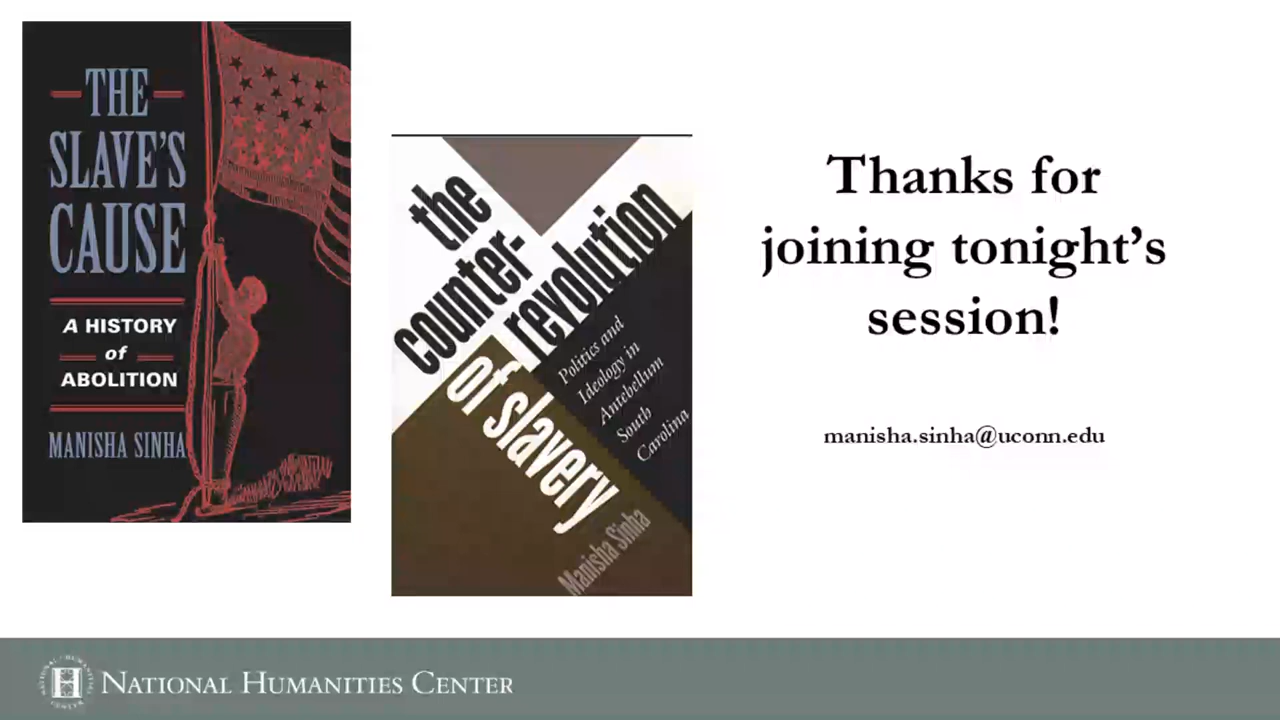 THE
SLAVE'S
CAUSE
A HISTORY
of
ABOLITION
MANISHA SINHA
the
counter-
revolution
of slavery
Politics and
Ideology in
Antebellum
South
Carolina
Manisha Sinha
Thanks for
joining tonight's
session!
manisha.sinha@uconn.edu
NATIONAL HUMANITIES CENTER